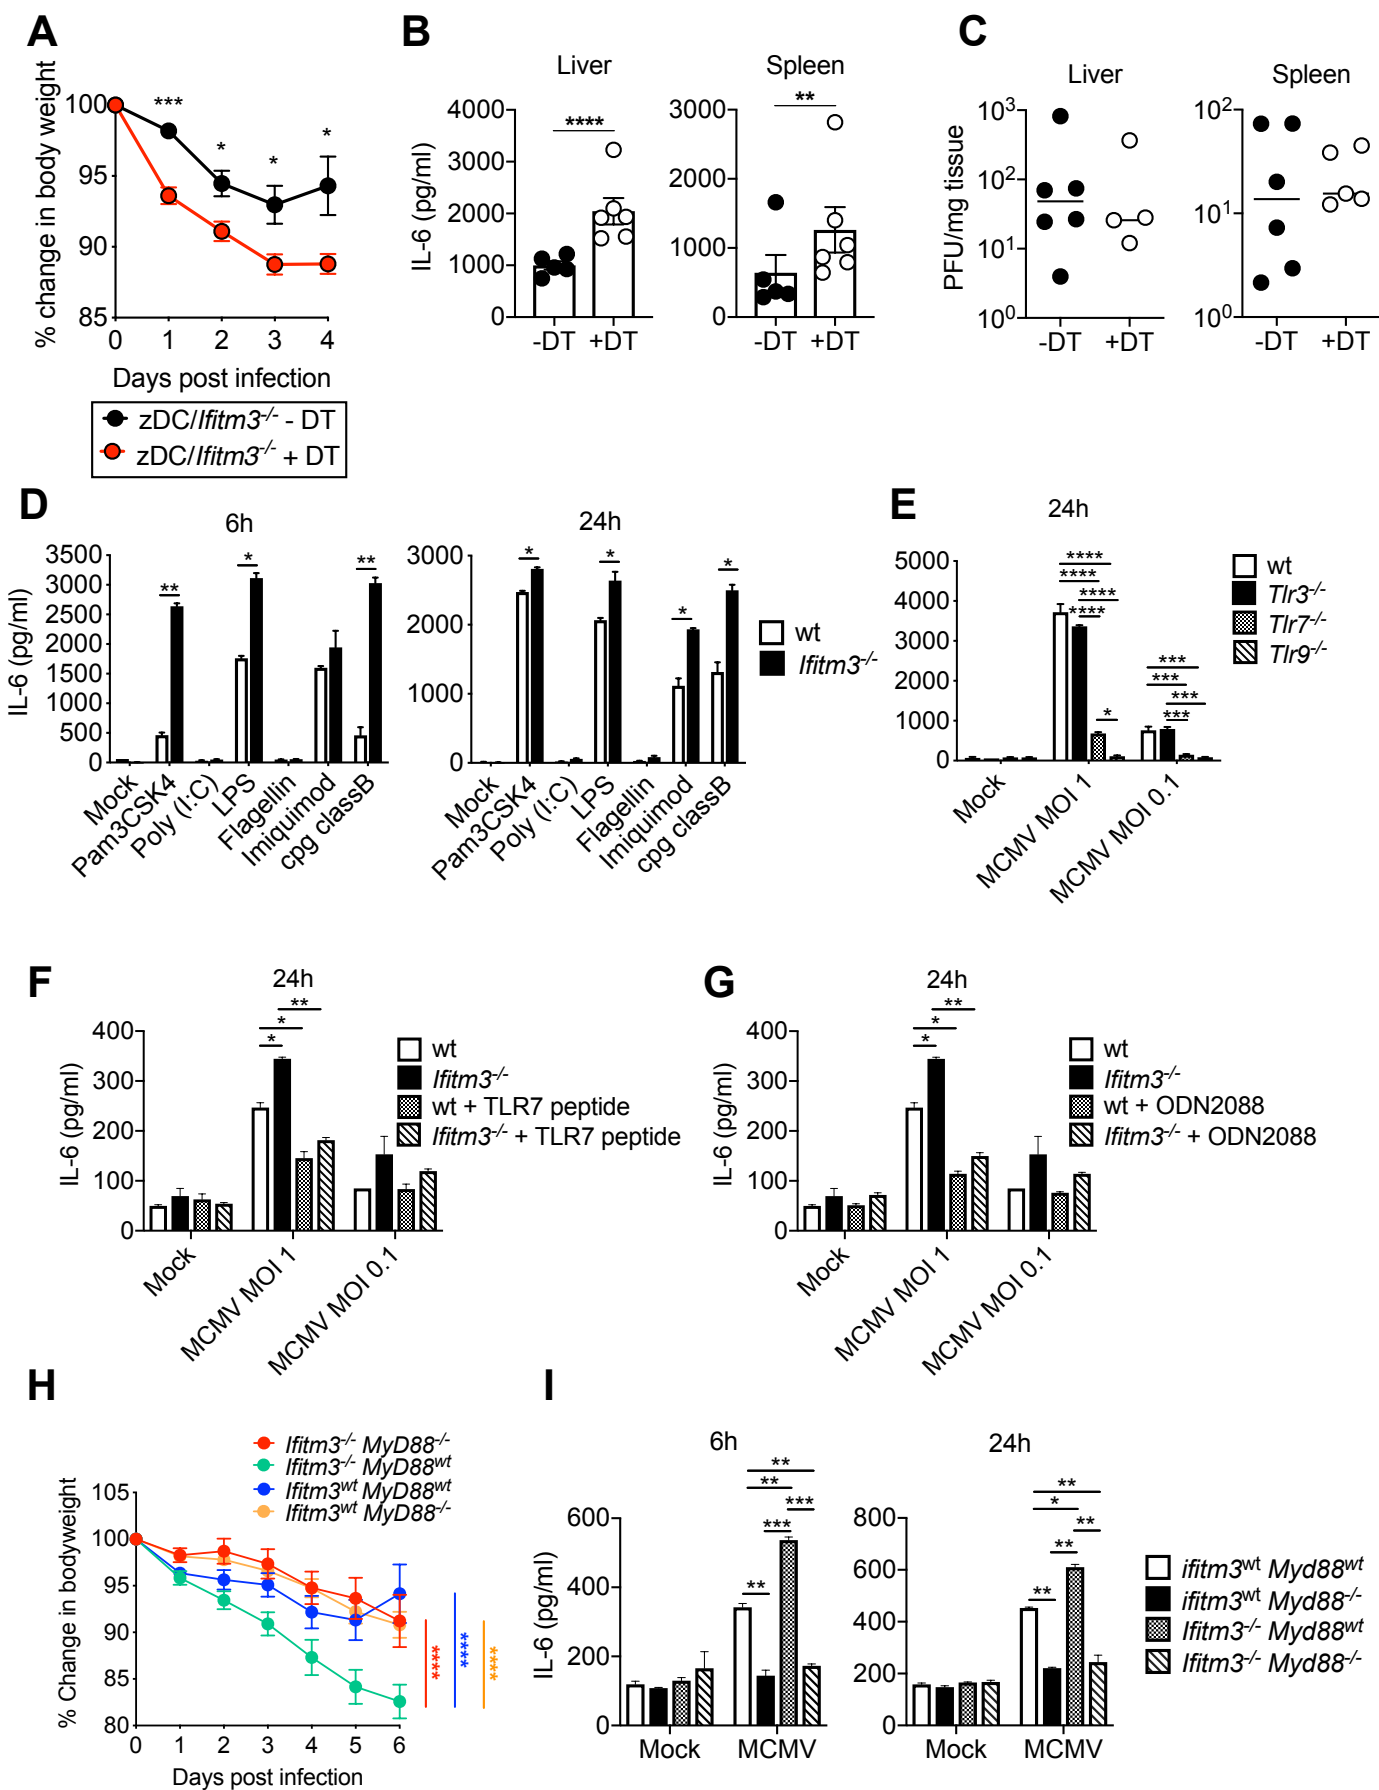 A
% change in body weight
100
95
90
85
*** * * *
0 1 2 3 4
Days post infection
zDC/Ifitm3-/- - DT
zDC/Ifitm3-/- + DT
B
Liver
IL-6 (pg/ml)
4000
3000
2000
1000
0
****
-DT +DT
Spleen
3000
2000
1000
0
**
-DT +DT
C
Liver
PFU/mg tissue
10³
10²
10¹
10⁰
-DT +DT
Spleen
10²
10¹
10⁰
-DT +DT
D
6h
IL-6 (pg/ml)
3500
3000
2500
2000
1500
1000
500
0
** * **
Mock
Pam3CSK4
Poly (I:C)
LPS
Flagellin
Imiquimod
cpg classB
24h
3000
2000
1000
0
* * * *
Mock
Pam3CSK4
Poly (I:C)
LPS
Flagellin
Imiquimod
cpg classB
wt
Ifitm3-/-
E
24h
5000
4000
3000
2000
1000
0
****
****
****
****
*
***
***
***
***
Mock
MCMV MOI 1
MCMV MOI 0.1
wt
Tlr3-/-
Tlr7-/-
Tlr9-/-
F
24h
IL-6 (pg/ml)
400
300
200
100
0
**
*
*
Mock
MCMV MOI 1
MCMV MOI 0.1
wt
Ifitm3-/-
wt + TLR7 peptide
Ifitm3-/- + TLR7 peptide
G
24h
IL-6 (pg/ml)
400
300
200
100
0
**
*
*
Mock
MCMV MOI 1
MCMV MOI 0.1
wt
Ifitm3-/-
wt + ODN2088
Ifitm3-/- + ODN2088
H
Ifitm3-/- MyD88-/-
Ifitm3-/- MyD88wt
Ifitm3wt MyD88wt
Ifitm3wt MyD88-/-
% Change in bodyweight
105
100
95
90
85
80
0 1 2 3 4 5 6
Days post infection
****
****
****
I
6h
IL-6 (pg/ml)
600
400
200
0
**
**
***
***
**
Mock MCMV
24h
800
600
400
200
0
**
*
**
**
**
Mock MCMV
ifitm3wt Myd88wt
ifitm3wt Myd88-/-
Ifitm3-/- Myd88wt
Ifitm3-/- Myd88-/-